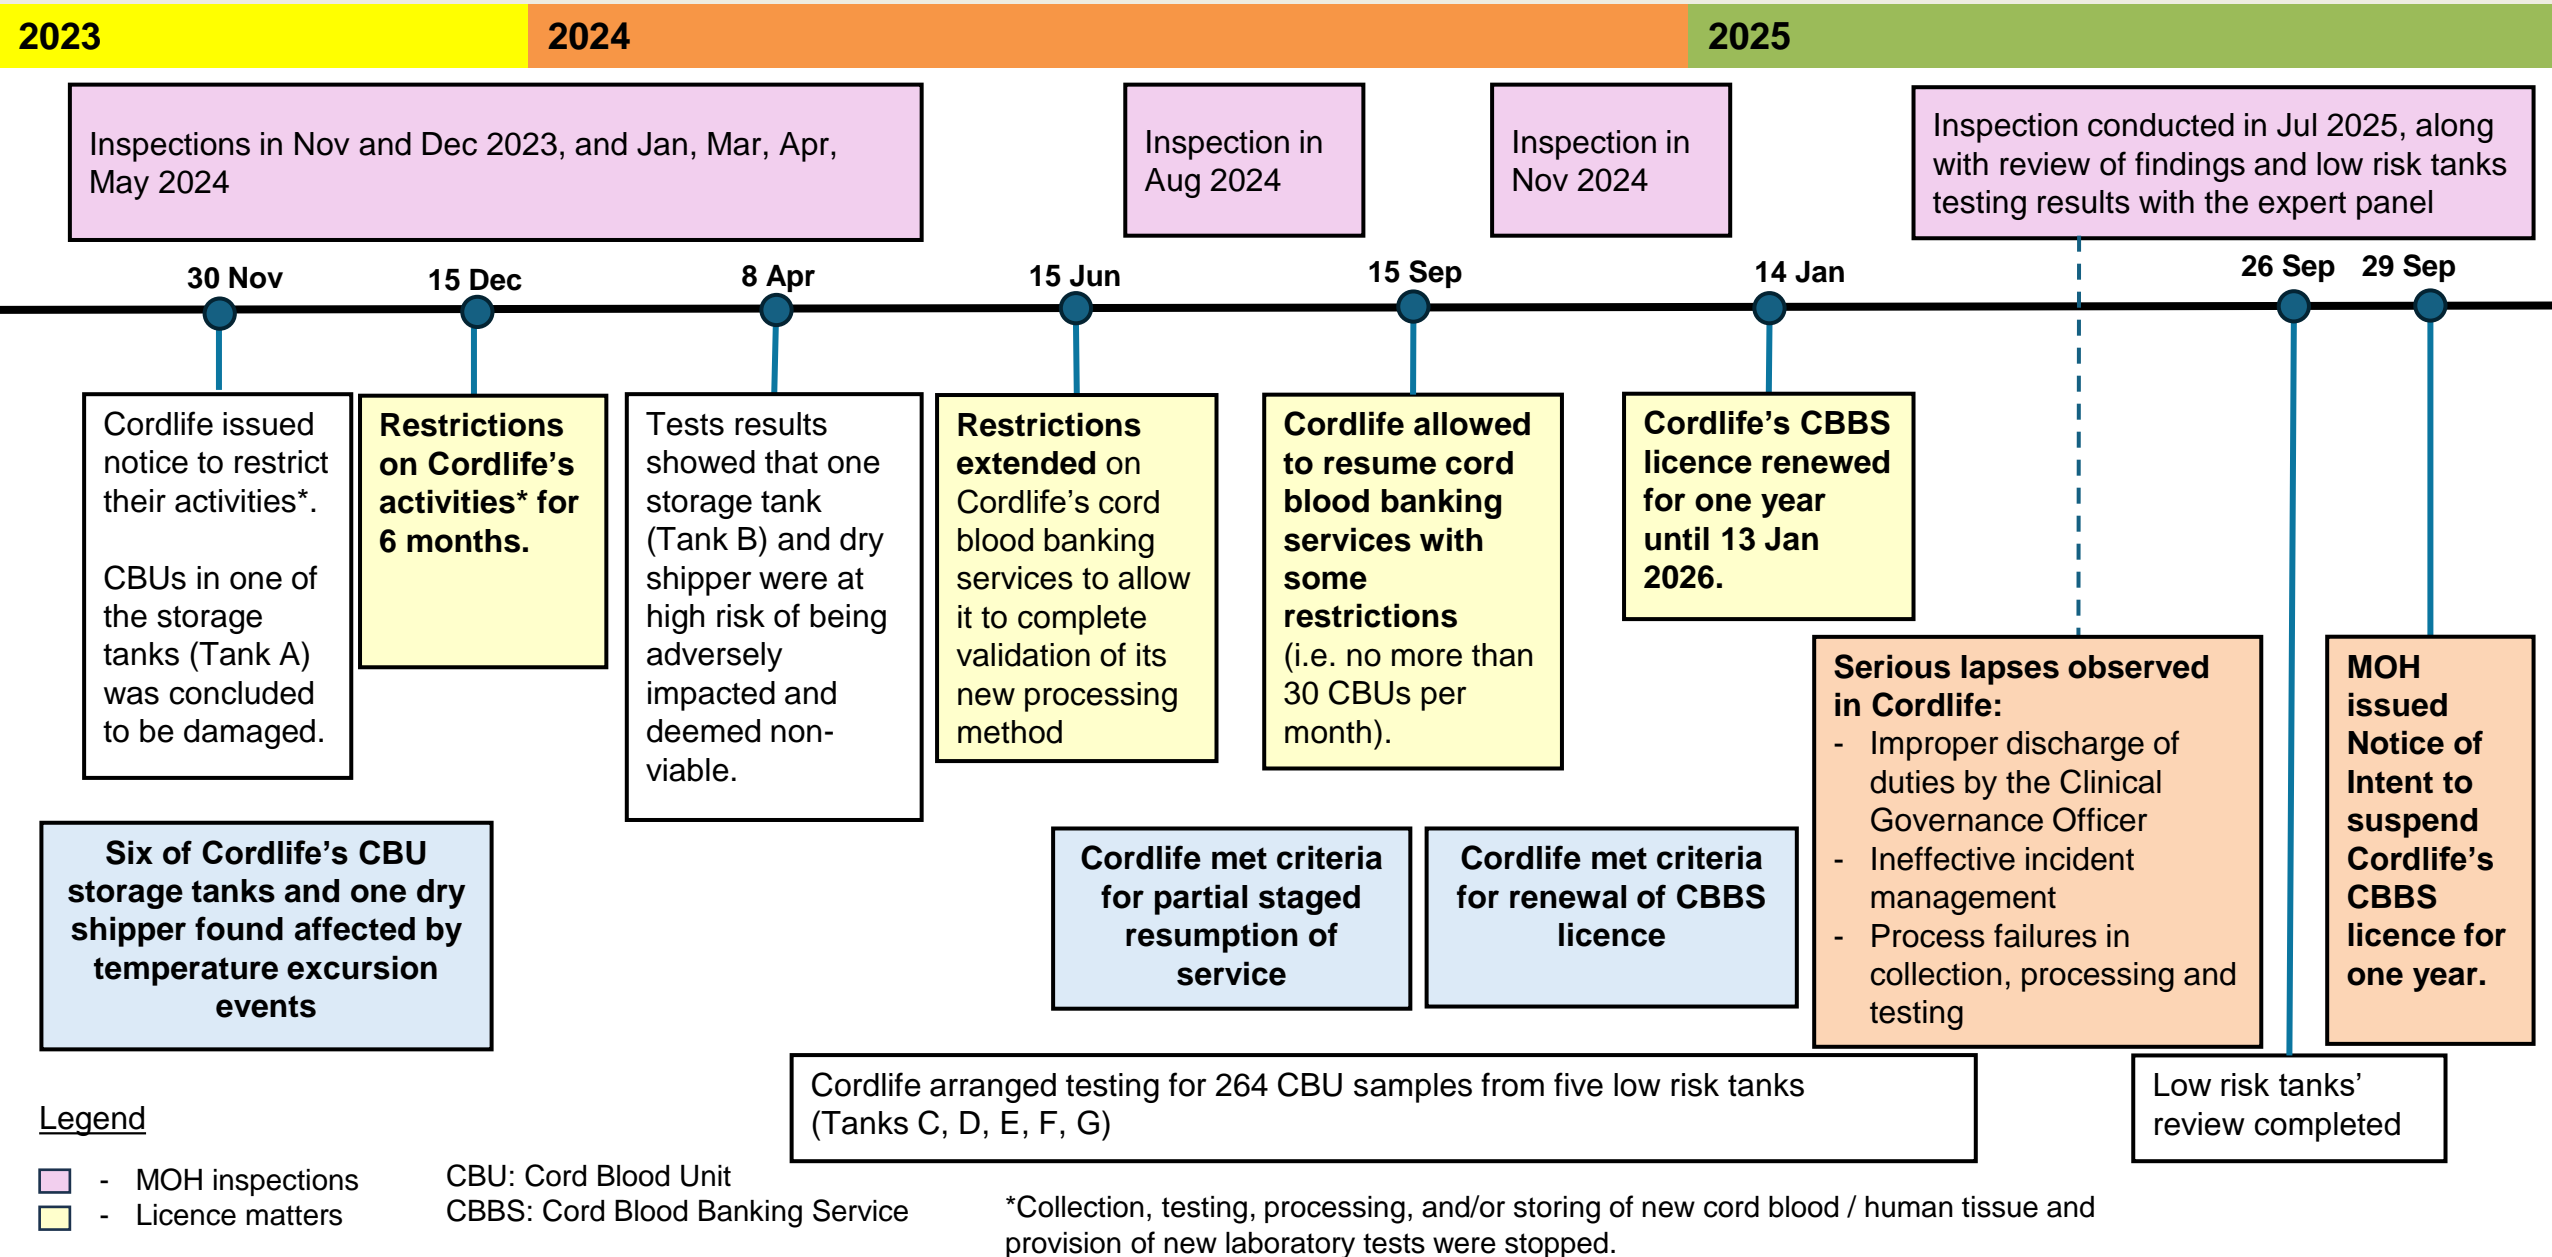 2023
2024
2025
Inspections in Nov and Dec 2023, and Jan, Mar, Apr,
May 2024
Inspection in
Aug 2024
Inspection in
Nov 2024
Inspection conducted in Jul 2025, along
with review of findings and low risk tanks
testing results with the expert panel
30 Nov
15 Dec
8 Apr
15 Jun
15 Sep
14 Jan
26 Sep
29 Sep
Cordlife issued
notice to restrict
their activities*.
CBUs in one of
the storage
tanks (Tank A)
was concluded
to be damaged.
Restrictions
on Cordlife’s
activities* for
6 months.
Tests results
showed that one
storage tank
(Tank B) and dry
shipper were at
high risk of being
adversely
impacted and
deemed non-
viable.
Restrictions
extended on
Cordlife’s cord
blood banking
services to allow
it to complete
validation of its
new processing
method
Cordlife allowed
to resume cord
blood banking
services with
some
restrictions
(i.e. no more than
30 CBUs per
month).
Cordlife’s CBBS
licence renewed
for one year
until 13 Jan
2026.
Serious lapses observed
in Cordlife:
- Improper discharge of
duties by the Clinical
Governance Officer
- Ineffective incident
management
- Process failures in
collection, processing and
testing
MOH
issued
Notice of
Intent to
suspend
Cordlife’s
CBBS
licence for
one year.
Six of Cordlife’s CBU
storage tanks and one dry
shipper found affected by
temperature excursion
events
Cordlife met criteria
for partial staged
resumption of
service
Cordlife met criteria
for renewal of CBBS
licence
Cordlife arranged testing for 264 CBU samples from five low risk tanks
(Tanks C, D, E, F, G)
Low risk tanks’
review completed
Legend
- MOH inspections
- Licence matters
CBU: Cord Blood Unit
CBBS: Cord Blood Banking Service
*Collection, testing, processing, and/or storing of new cord blood / human tissue and
provision of new laboratory tests were stopped.